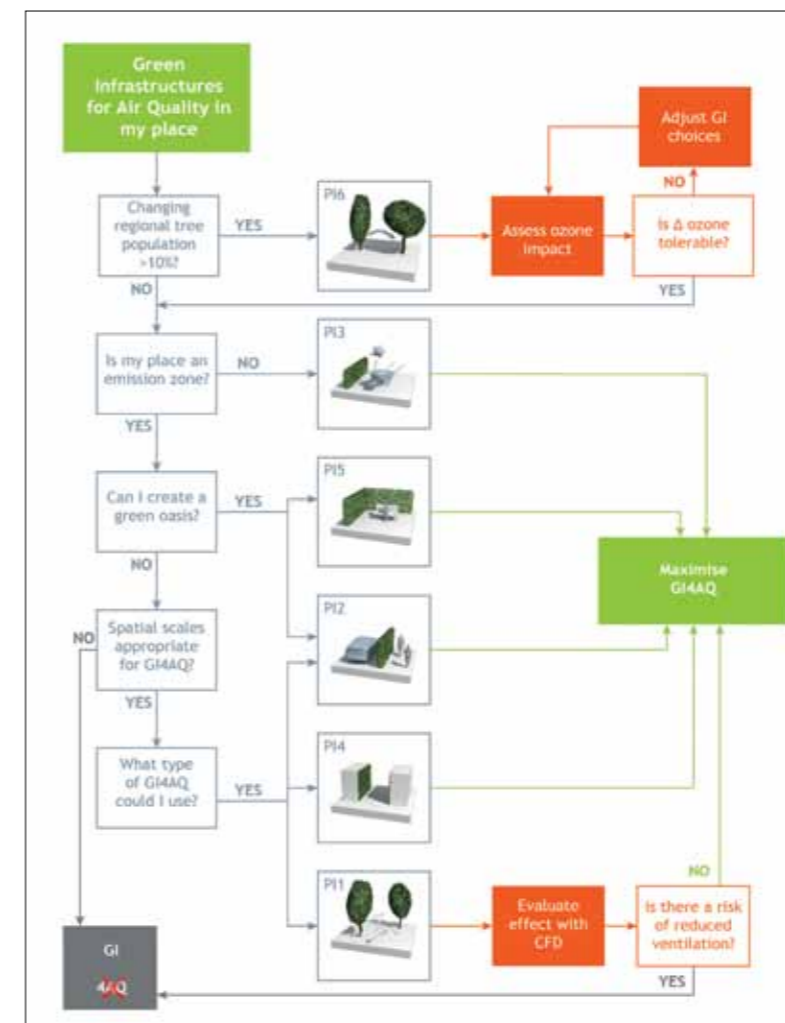 Green
Infrastructures
for Air Quality in
my place
Adjust GI
choices
NO
Changing
regional tree
population
>10%?
YES
PI6
Assess ozone
impact
Is Δ ozone
tolerable?
NO
YES
Is my place an
emission zone?
NO
PI3
YES
Can I create a
green oasis?
YES
PI5
NO
Maximise
GI4AQ
PI2
NO
Spatial scales
appropriate
for GI4AQ?
YES
PI4
What type
of GI4AQ
could I use?
YES
PI1
Evaluate
effect with
CFD
NO
Is there a risk
of reduced
ventilation?
YES
GI
4AQ